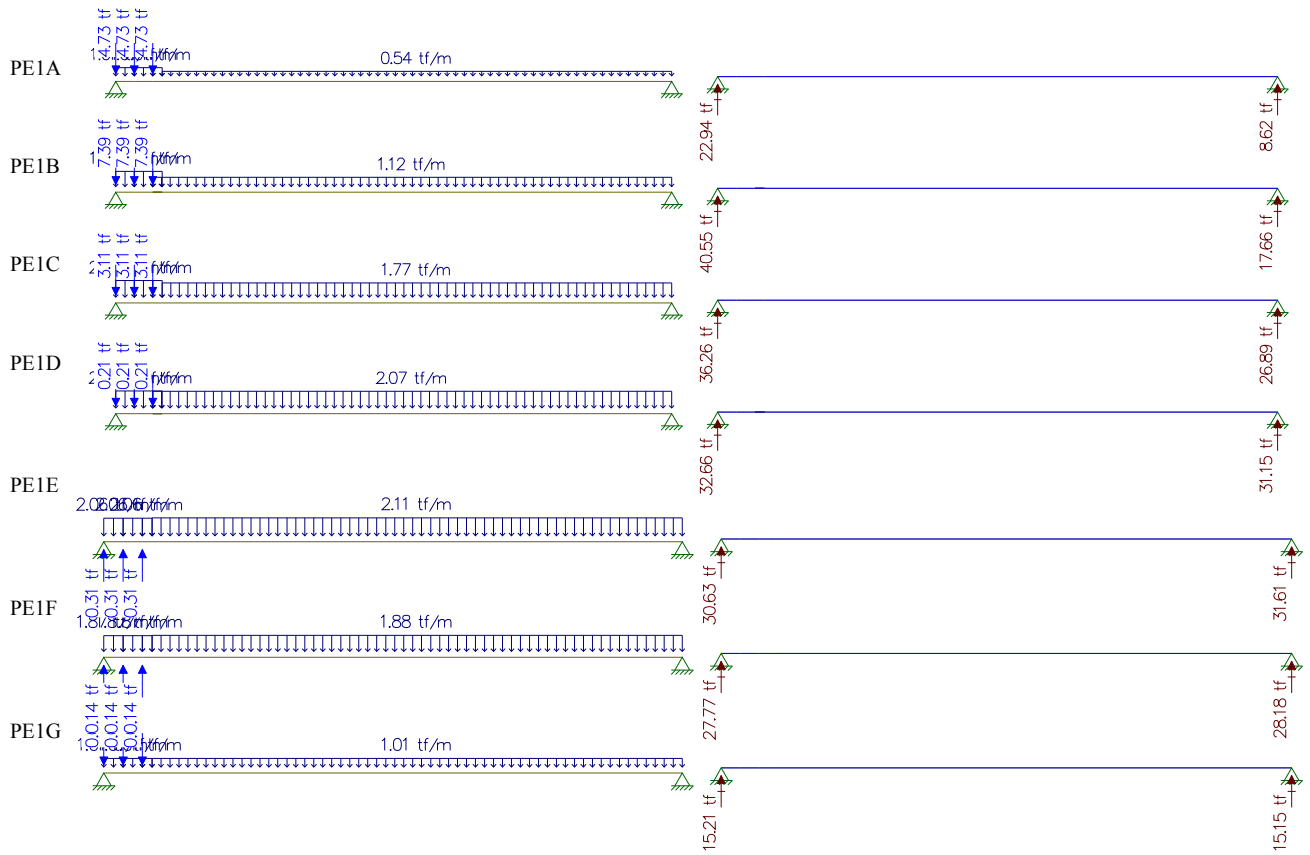 PE1A
4.73 tf
4.73 tf
4.73 tf
0.54 tf/m
22.94 tf
8.62 tf
PE1B
7.39 tf
7.39 tf
7.39 tf
1.12 tf/m
40.55 tf
17.66 tf
PE1C
3.11 tf
3.11 tf
3.11 tf
1.77 tf/m
36.26 tf
26.89 tf
PE1D
0.21 tf
0.21 tf
0.21 tf
2.07 tf/m
32.66 tf
31.15 tf
PE1E
2.11 tf/m
0.31 tf
0.31 tf
0.31 tf
30.63 tf
31.61 tf
PE1F
1.88 tf/m
27.77 tf
28.18 tf
PE1G
0.14 tf
0.14 tf
0.14 tf
1.01 tf/m
15.21 tf
15.15 tf